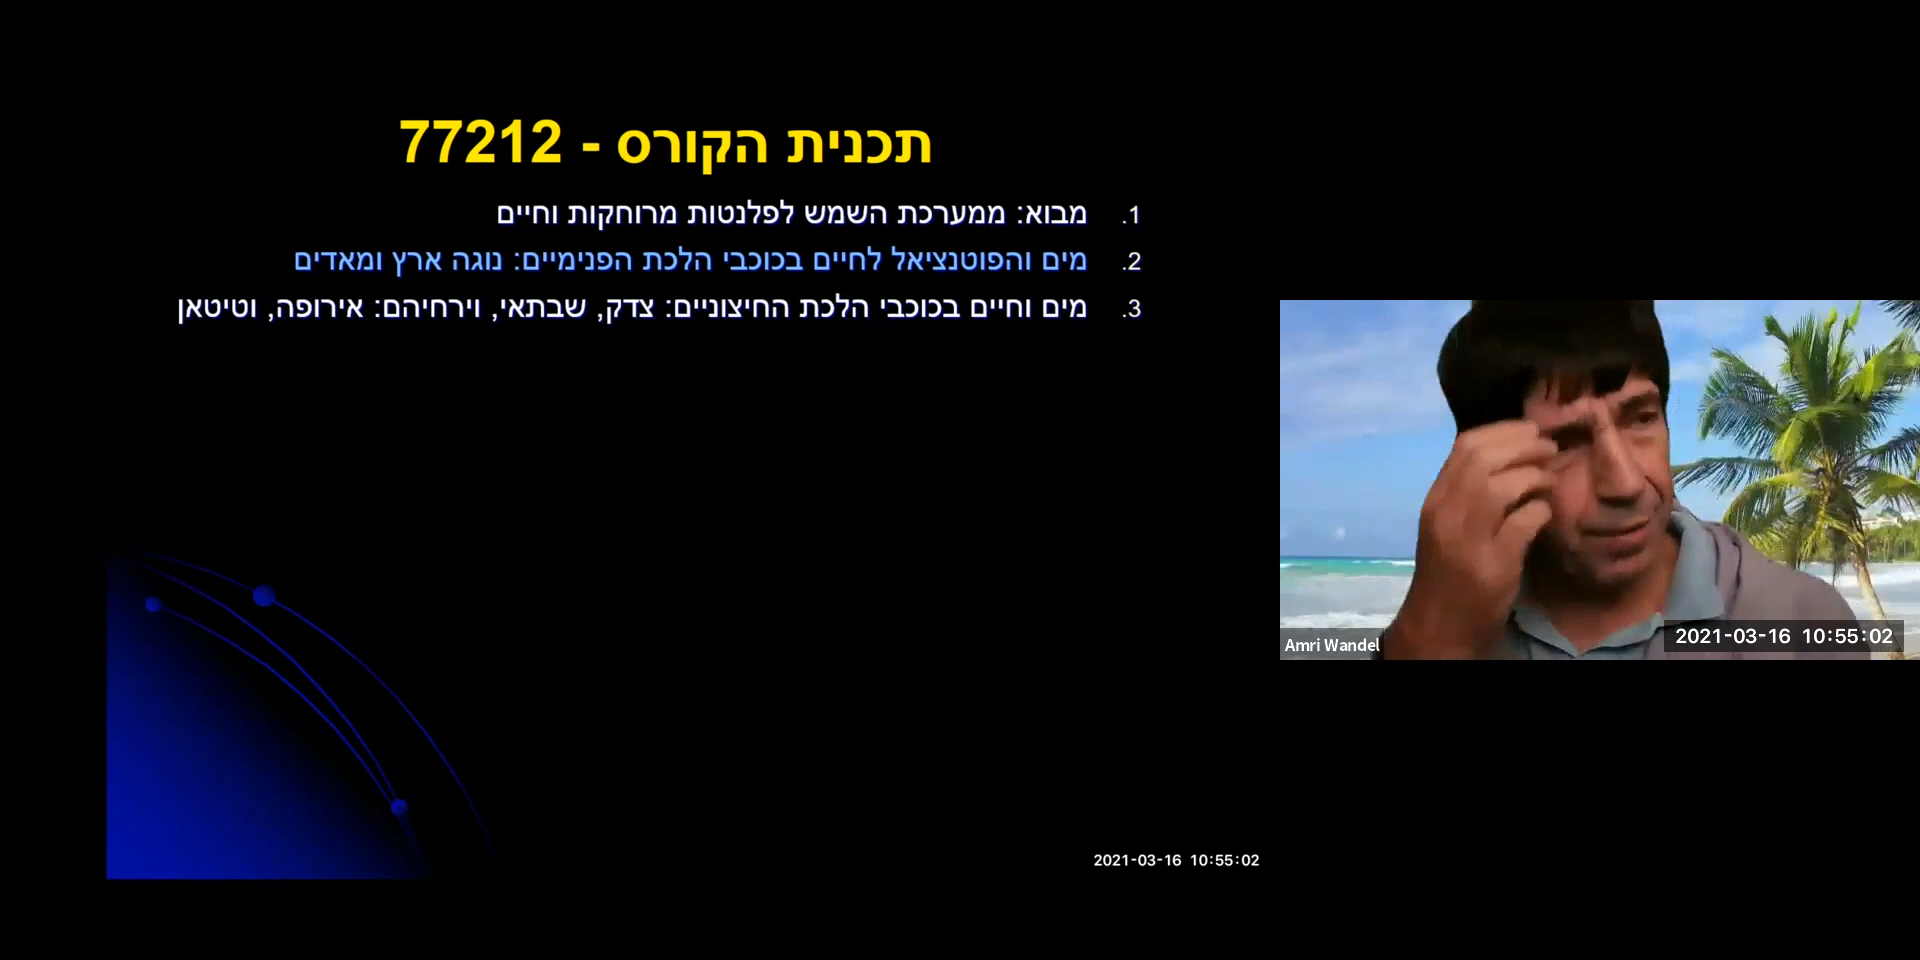 תכנית הקורס - 77212
1. מבוא: ממערכת השמש לפלנטות מרוחקות וחיים
2. מים והפוטנציאל לחיים בכוכבי הלכת הפנימיים: נוגה ארץ ומאדים
3. מים וחיים בכוכבי הלכת החיצוניים: צדק, שבתאי, וירחיהם: אירופה, וטיטאן
Amri Wandel
2021-03-16 10:55:02
2021-03-16 10:55:02